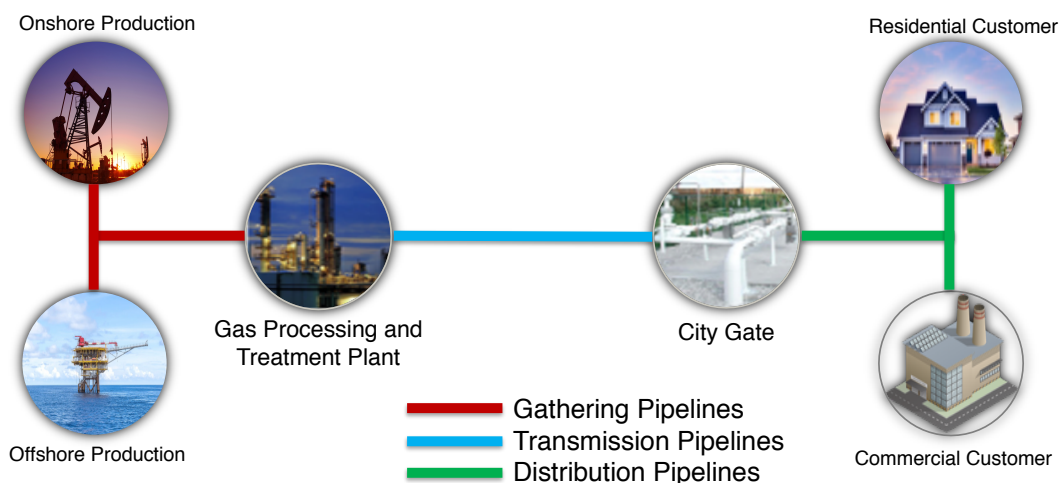 Onshore Production
Residential Customer
Gas Processing and
Treatment Plant
City Gate
Offshore Production
Commercial Customer
Gathering Pipelines
Transmission Pipelines
Distribution Pipelines